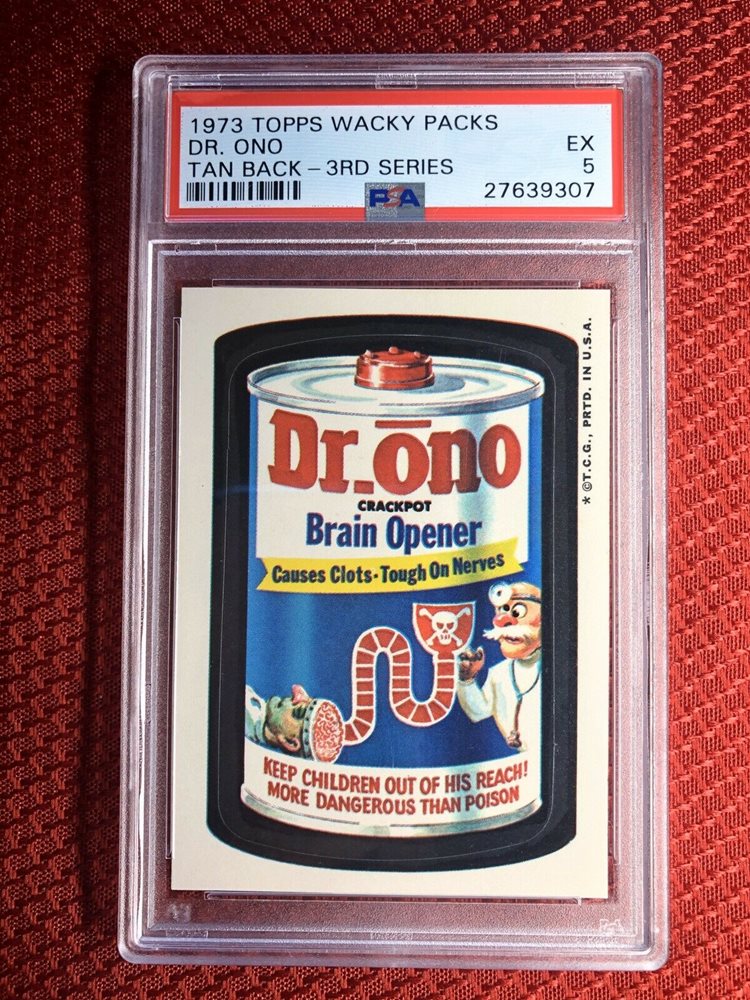 1973 TOPPS WACKY PACKS
DR. ONO EX
TAN BACK - 3RD SERIES 5
PSA 27639307
* ©T.C.G., PRTD. IN U.S.A.
Dr. ōno
CRACKPOT
Brain Opener
Causes Clots · Tough On Nerves
KEEP CHILDREN OUT OF HIS REACH!
MORE DANGEROUS THAN POISON